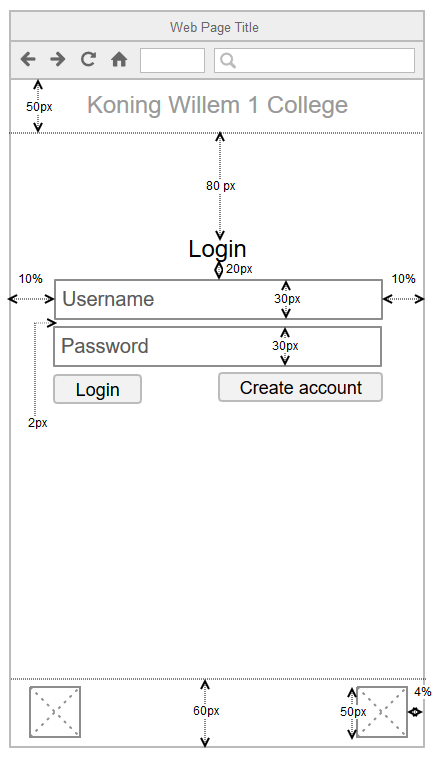 Web Page Title
50px
Koning Willem 1 College
80 px
Login
20px
10%
10%
Username
30px
Password
30px
Login
Create account
2px
4%
60px
50px